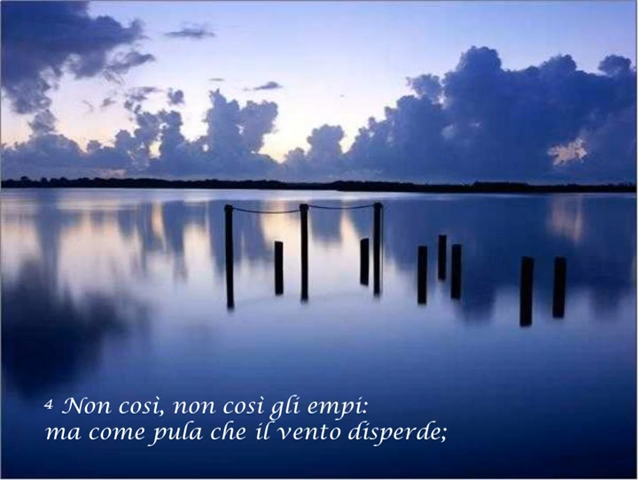 4 Non così, non così gli empi:
ma come pula che il vento disperde;